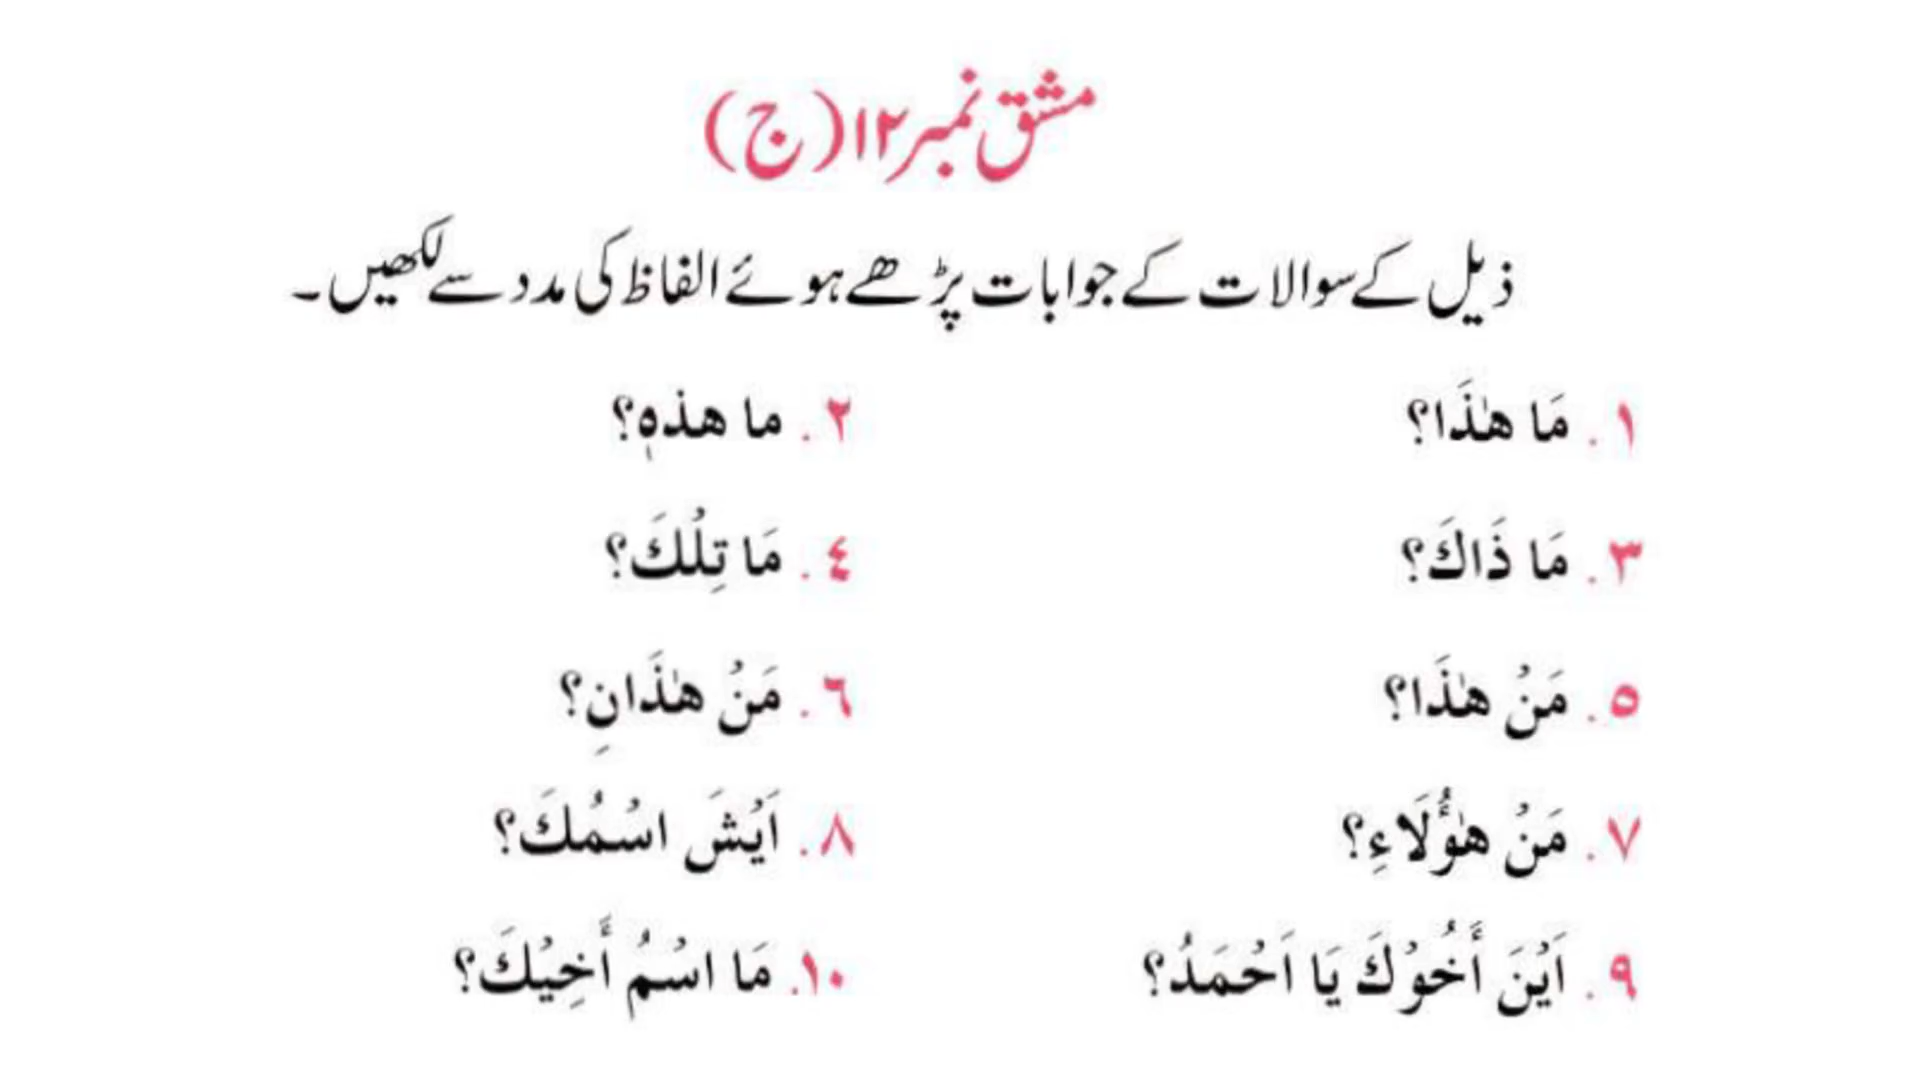 مشق نمبر ۱۲ (ج)
ذیل کے سوالات کے جوابات پڑھے ہوئے الفاظ کی مدد سے لکھیں۔
١. مَا هٰذَا؟ ٢. ما هذهٖ؟
٣. مَا ذَاكَ؟ ٤. مَا تِلْكَ؟
٥. مَنْ هٰذَا؟ ٦. مَنْ هٰذَانِ؟
٧. مَنْ هٰؤُلَاءِ؟ ٨. اَيْشَ اسْمُكَ؟
٩. اَيْنَ أَخُوْكَ يَا اَحْمَدُ؟ ١٠. مَا اسْمُ أَخِيْكَ؟